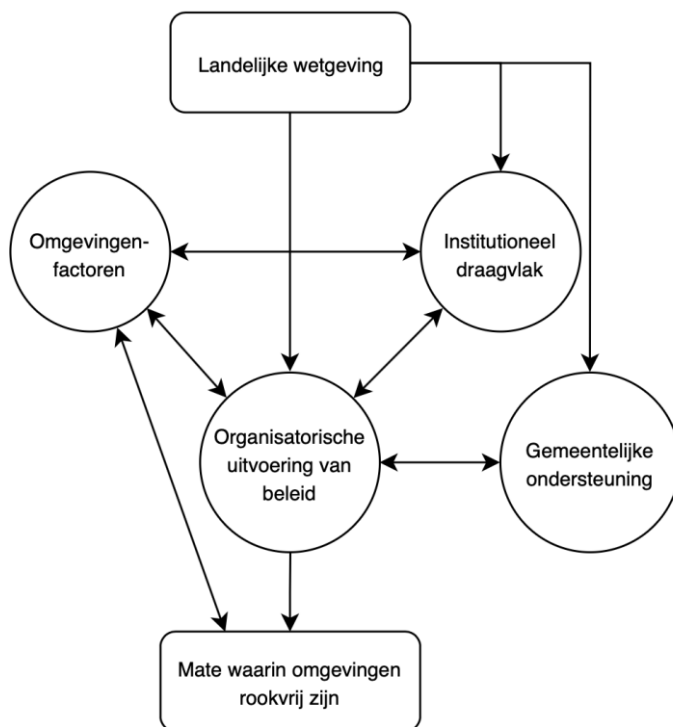 Landelijke wetgeving
Omgevingen-
factoren
Institutioneel
draagvlak
Organisatorische
uitvoering van
beleid
Gemeentelijke
ondersteuning
Mate waarin omgevingen
rookvrij zijn